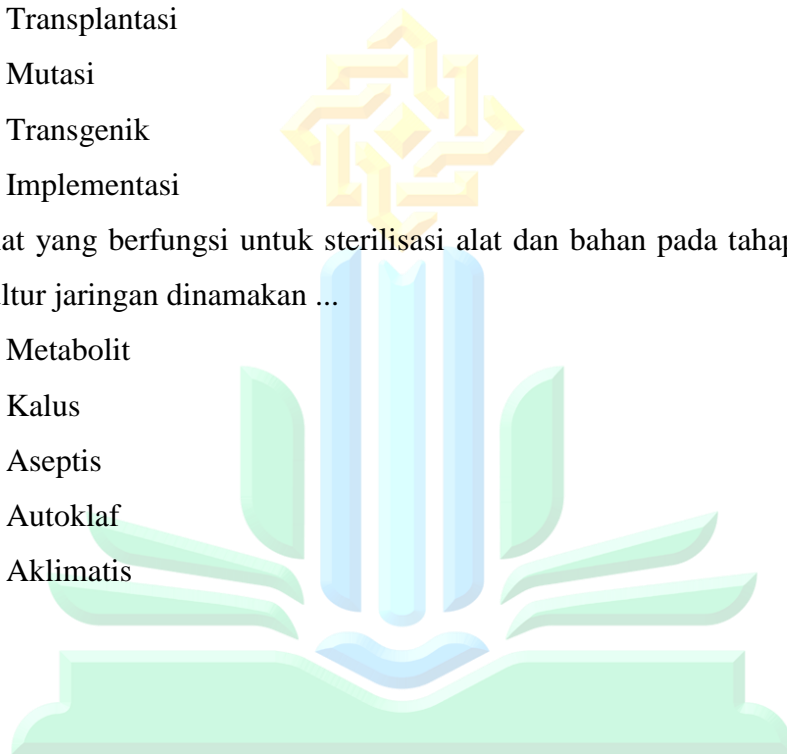 Transplantasi
Mutasi
Transgenik
Implementasi
at yang berfungsi untuk sterilisasi alat dan bahan pada tahap
ltur jaringan dinamakan ...
Metabolit
Kalus
Aseptis
Autoklaf
Aklimatis